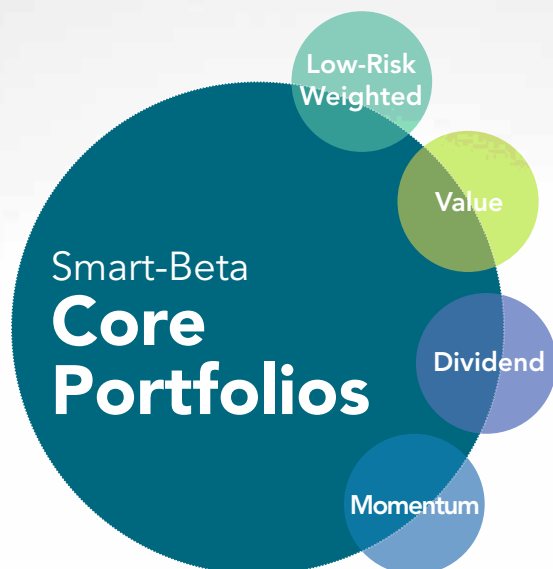 Low-Risk
Weighted
Value
Smart-Beta
Core
Portfolios
Dividend
Momentum